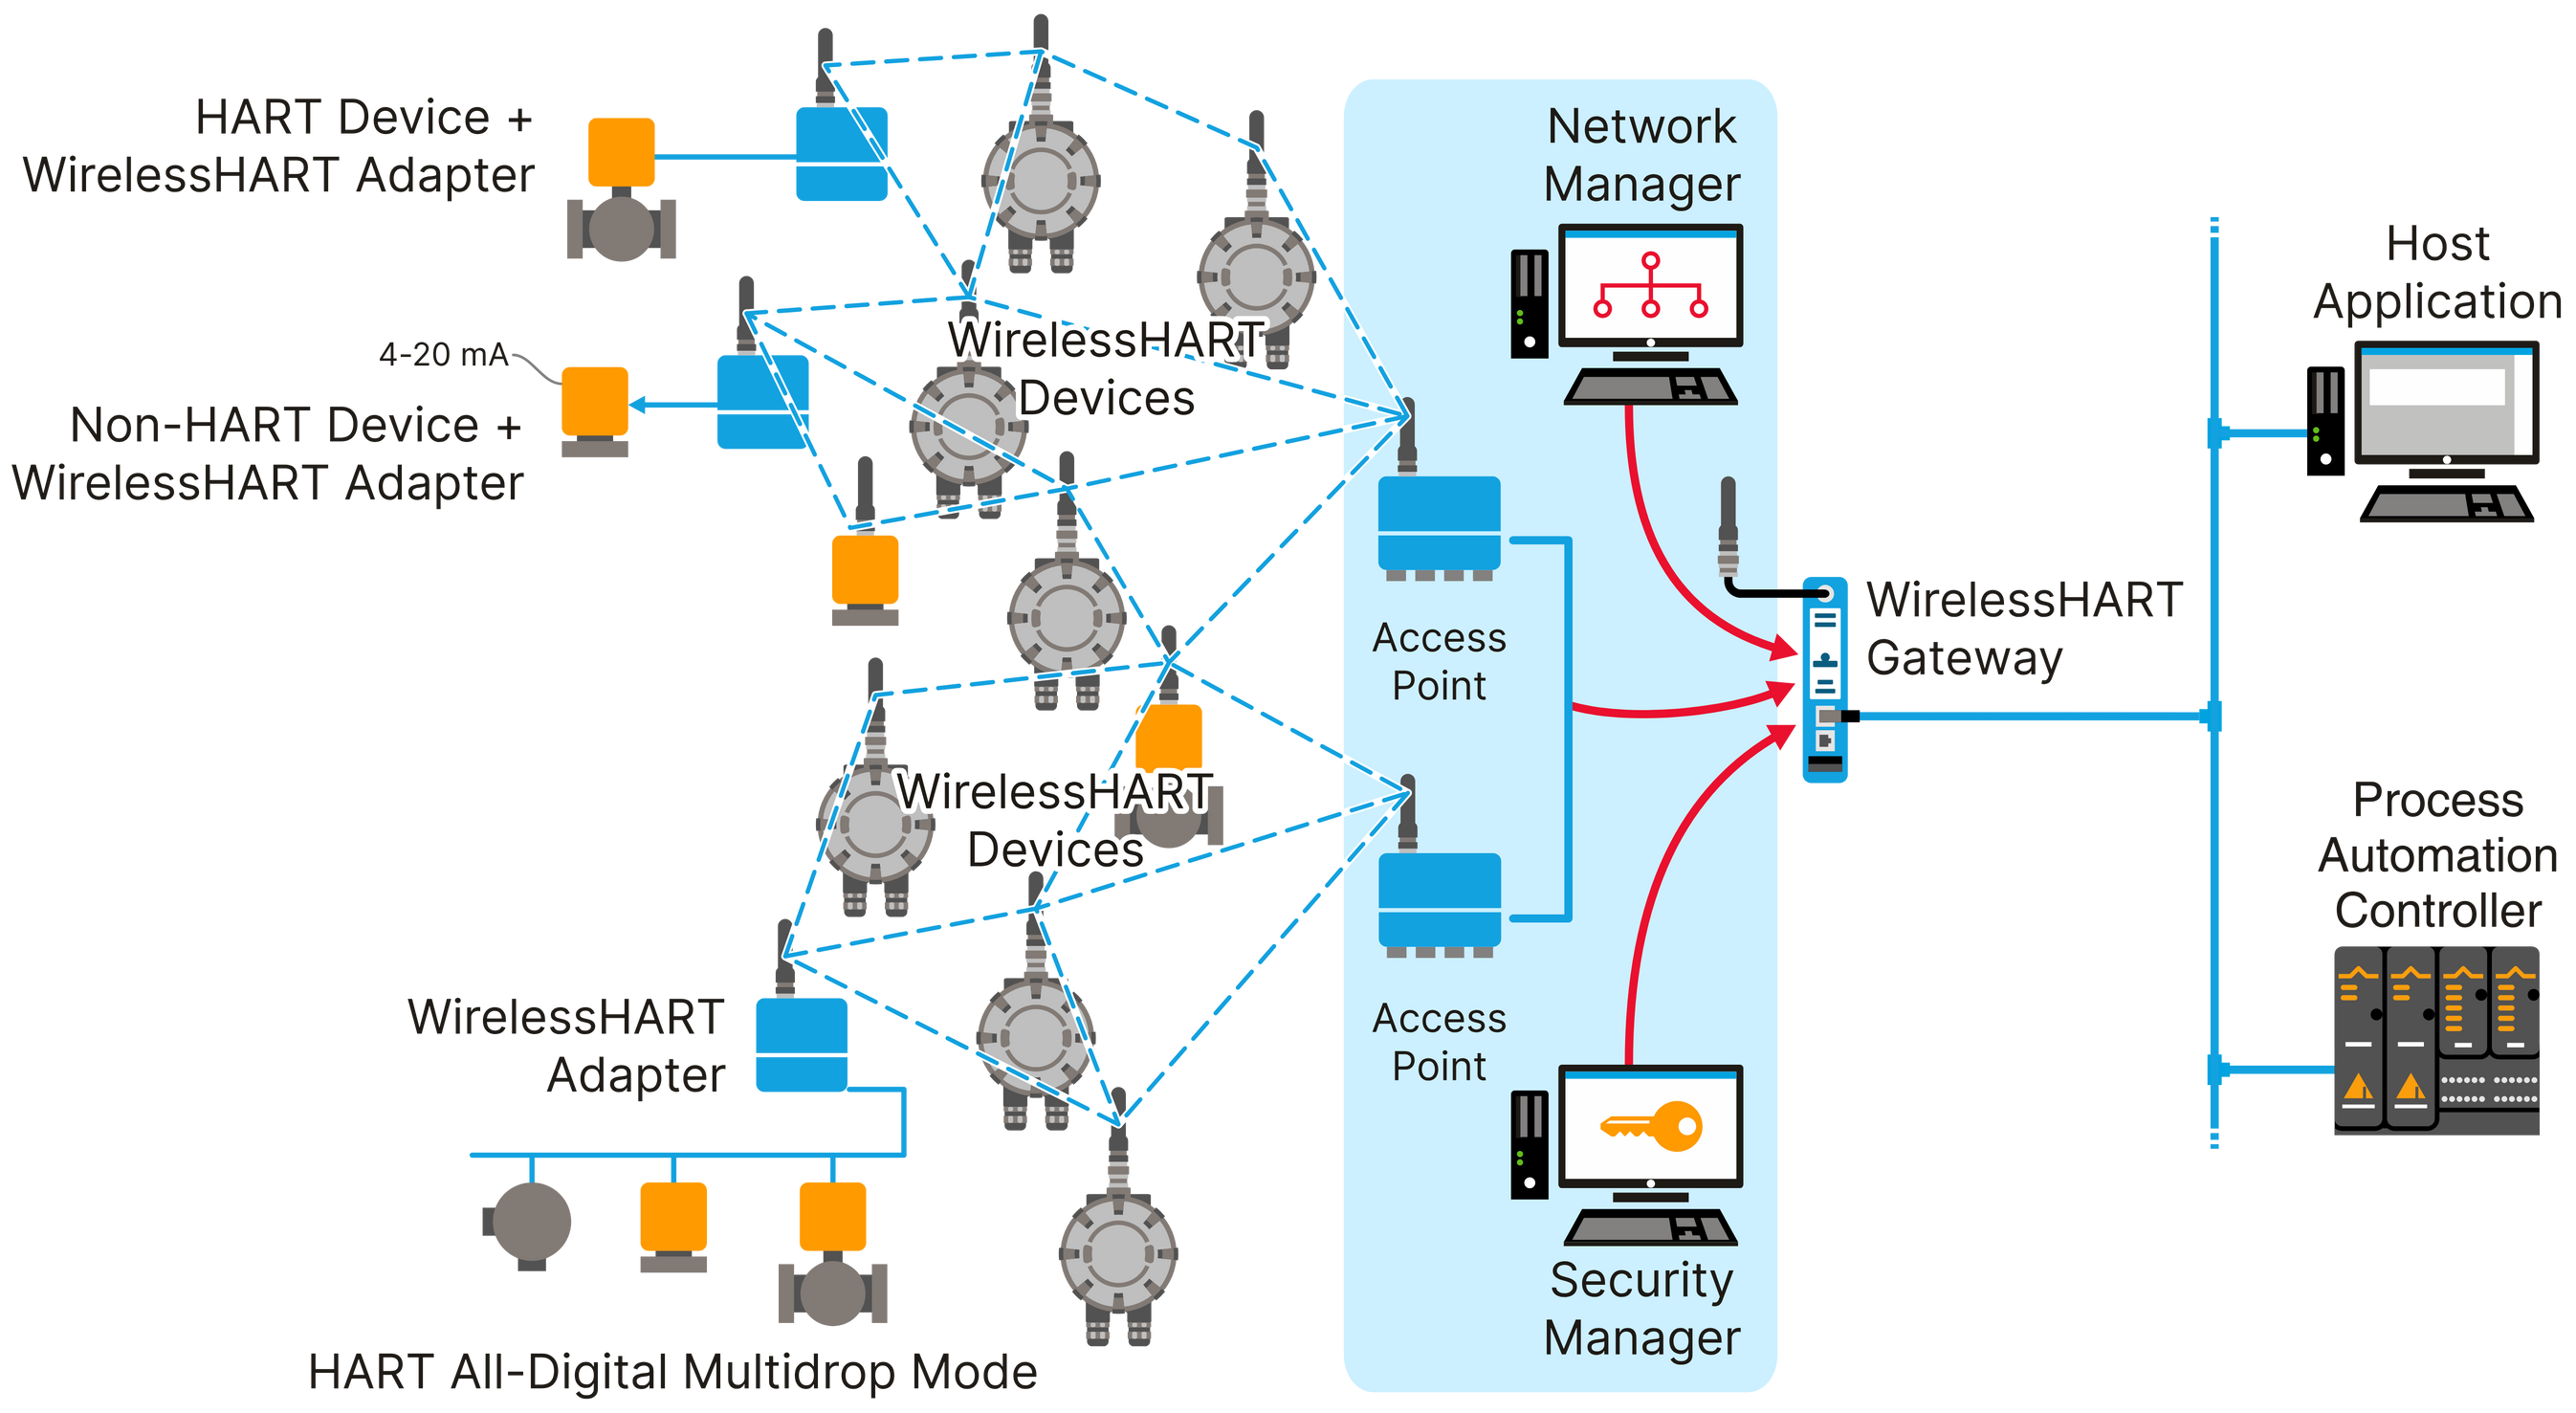 HART Device +
WirelessHART Adapter
4-20 mA
Non-HART Device +
WirelessHART Adapter
WirelessHART
Devices
WirelessHART
Devices
WirelessHART
Adapter
HART All-Digital Multidrop Mode
Network
Manager
Access
Point
Access
Point
Security
Manager
WirelessHART
Gateway
Host
Application
Process
Automation
Controller